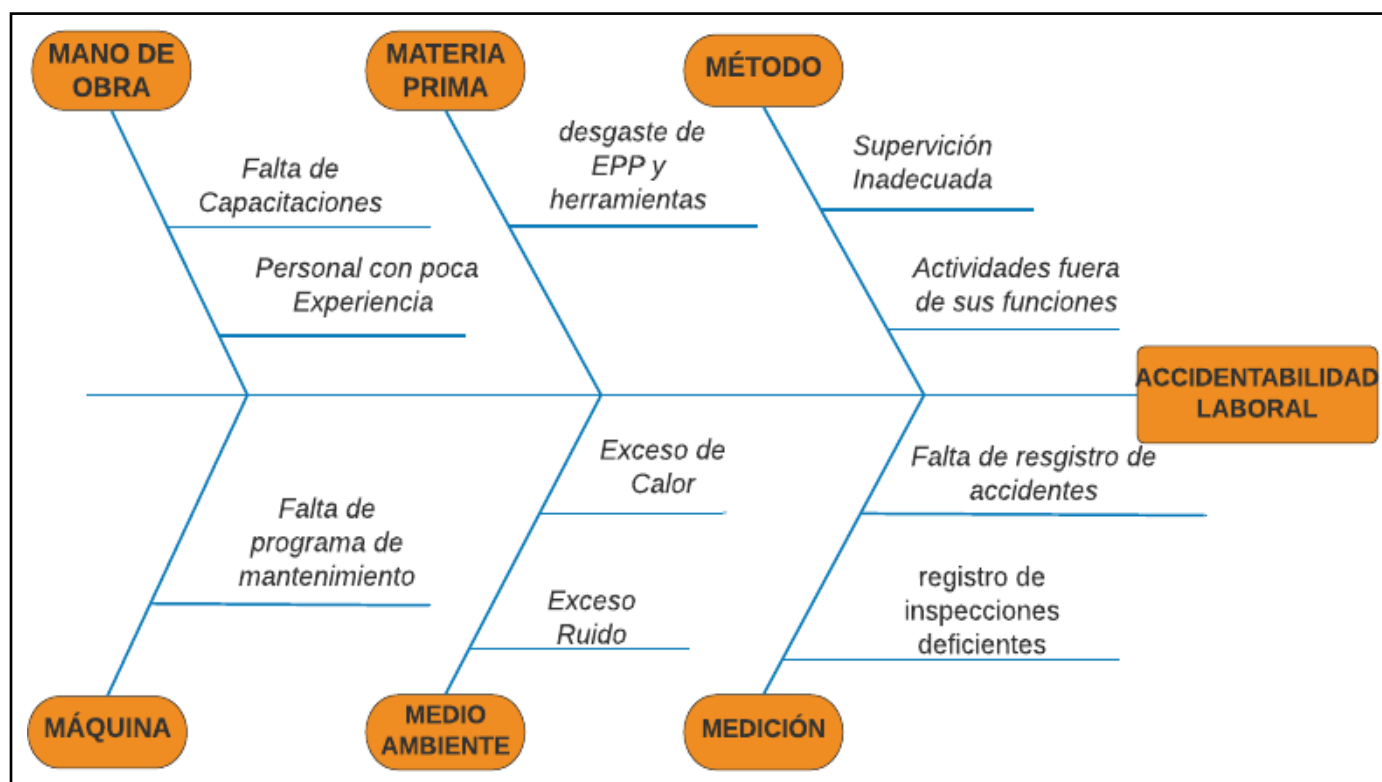 MANO DE
OBRA
MATERIA
PRIMA
MÉTODO
Falta de
Capacitaciones
Personal con poca
Experiencia
desgaste de
EPP y
herramientas
Supervición
Inadecuada
Actividades fuera
de sus funciones
ACCIDENTABILIDAD
LABORAL
Falta de
programa de
mantenimiento
Exceso de
Calor
Exceso
Ruido
Falta de resgistro de
accidentes
registro de
inspecciones
deficientes
MÁQUINA
MEDIO
AMBIENTE
MEDICIÓN